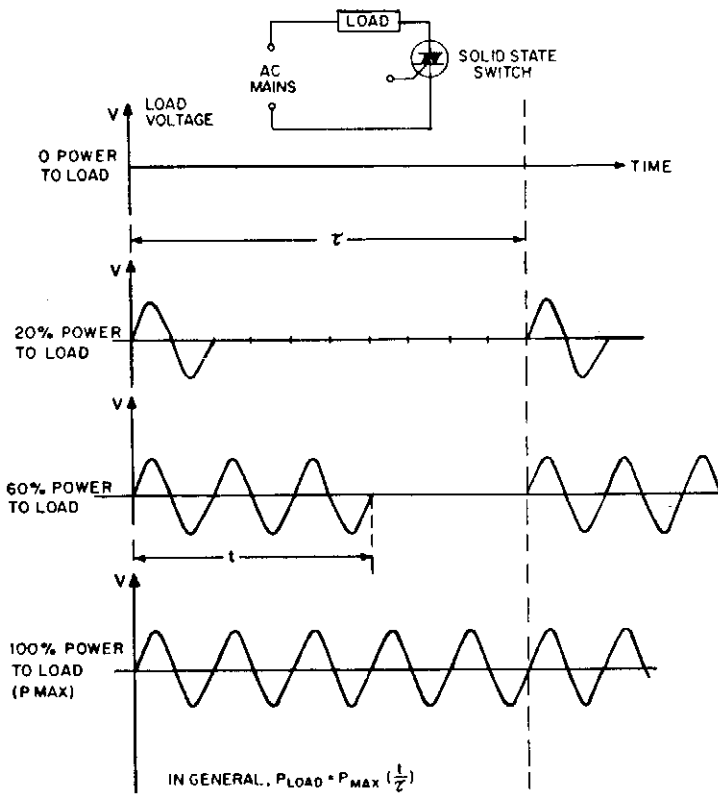 LOAD
AC
MAINS
SOLID STATE
SWITCH
V
LOAD
VOLTAGE
0 POWER
TO LOAD
TIME
τ
V
20% POWER
TO LOAD
V
60% POWER
TO LOAD
t
V
100% POWER
TO LOAD
(P MAX)
IN GENERAL, PLOAD = PMAX (t/τ)